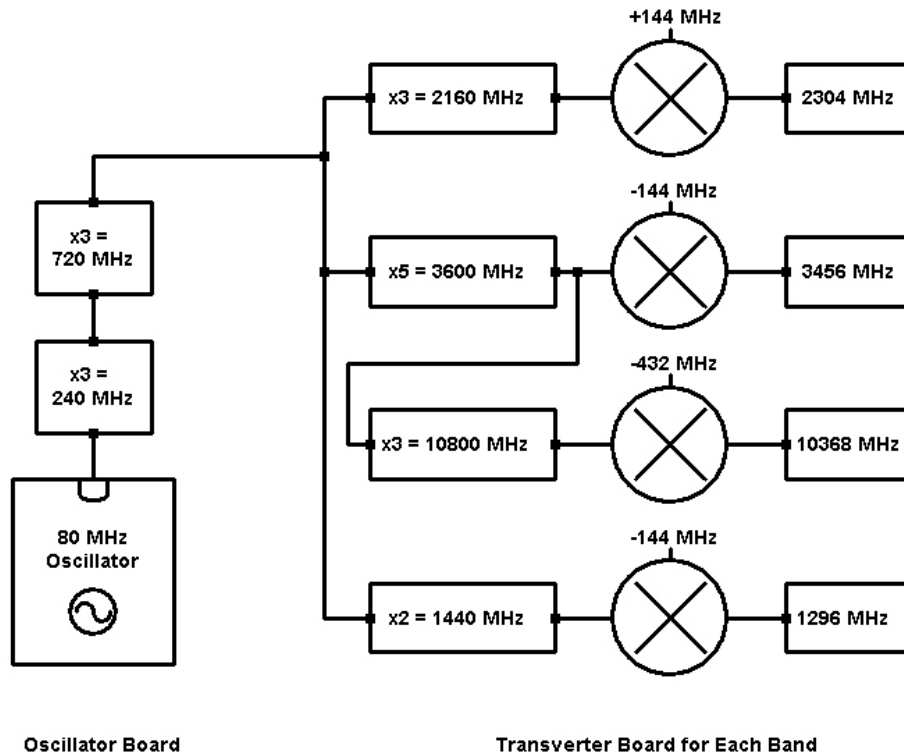 +144 MHz
x3 = 2160 MHz
2304 MHz
x3 =
720 MHz
-144 MHz
x5 = 3600 MHz
3456 MHz
x3 =
240 MHz
-432 MHz
x3 = 10800 MHz
10368 MHz
80 MHz
Oscillator
-144 MHz
x2 = 1440 MHz
1296 MHz
Oscillator Board
Transverter Board for Each Band